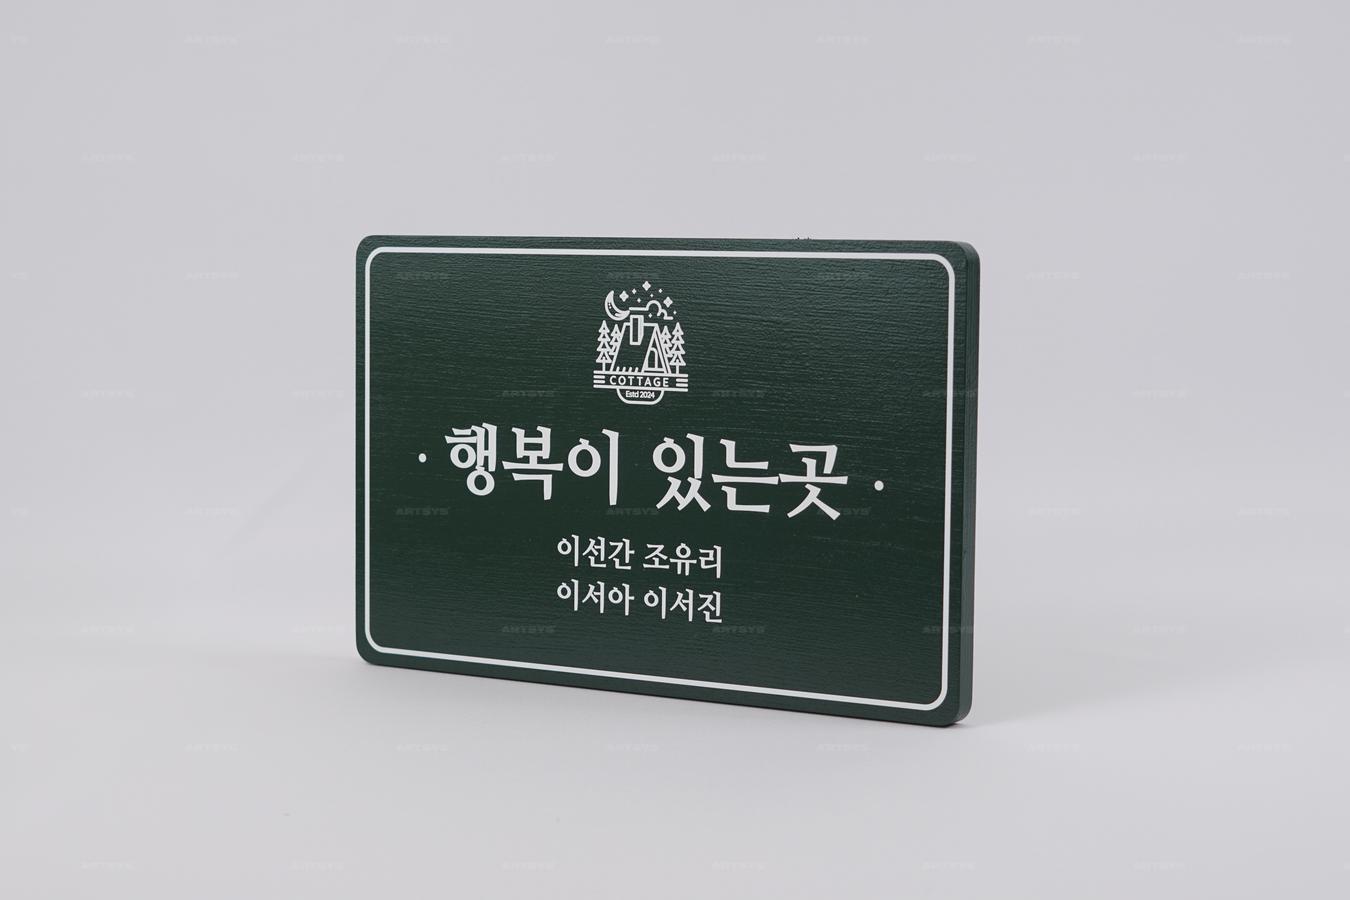 COTTAGE
Estd 2024
· 행복이 있는곳 ·
이선간 조유리
이서아 이서진
ARTSYS